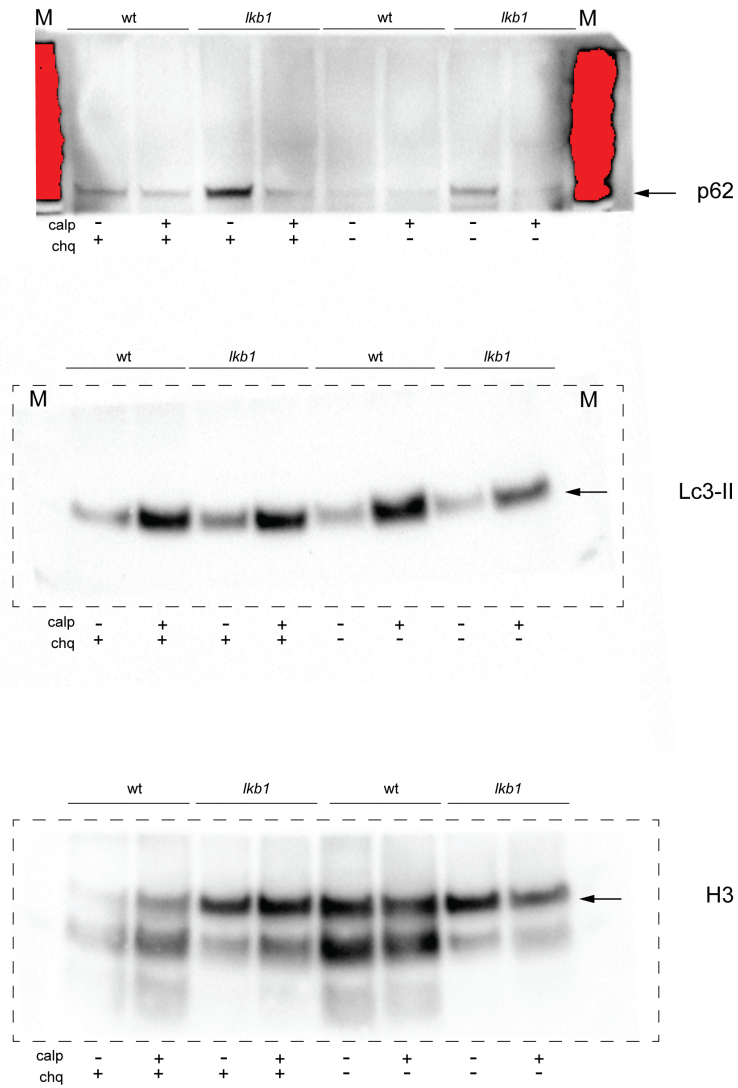 M wt lkb1 wt lkb1 M
p62
calp - + - + - + - +
chq + + + + - - - -
wt lkb1 wt lkb1
M M
Lc3-II
calp - + - + - + - +
chq + + + + - - - -
wt lkb1 wt lkb1
H3
calp - + - + - + - +
chq + + + + - - - -